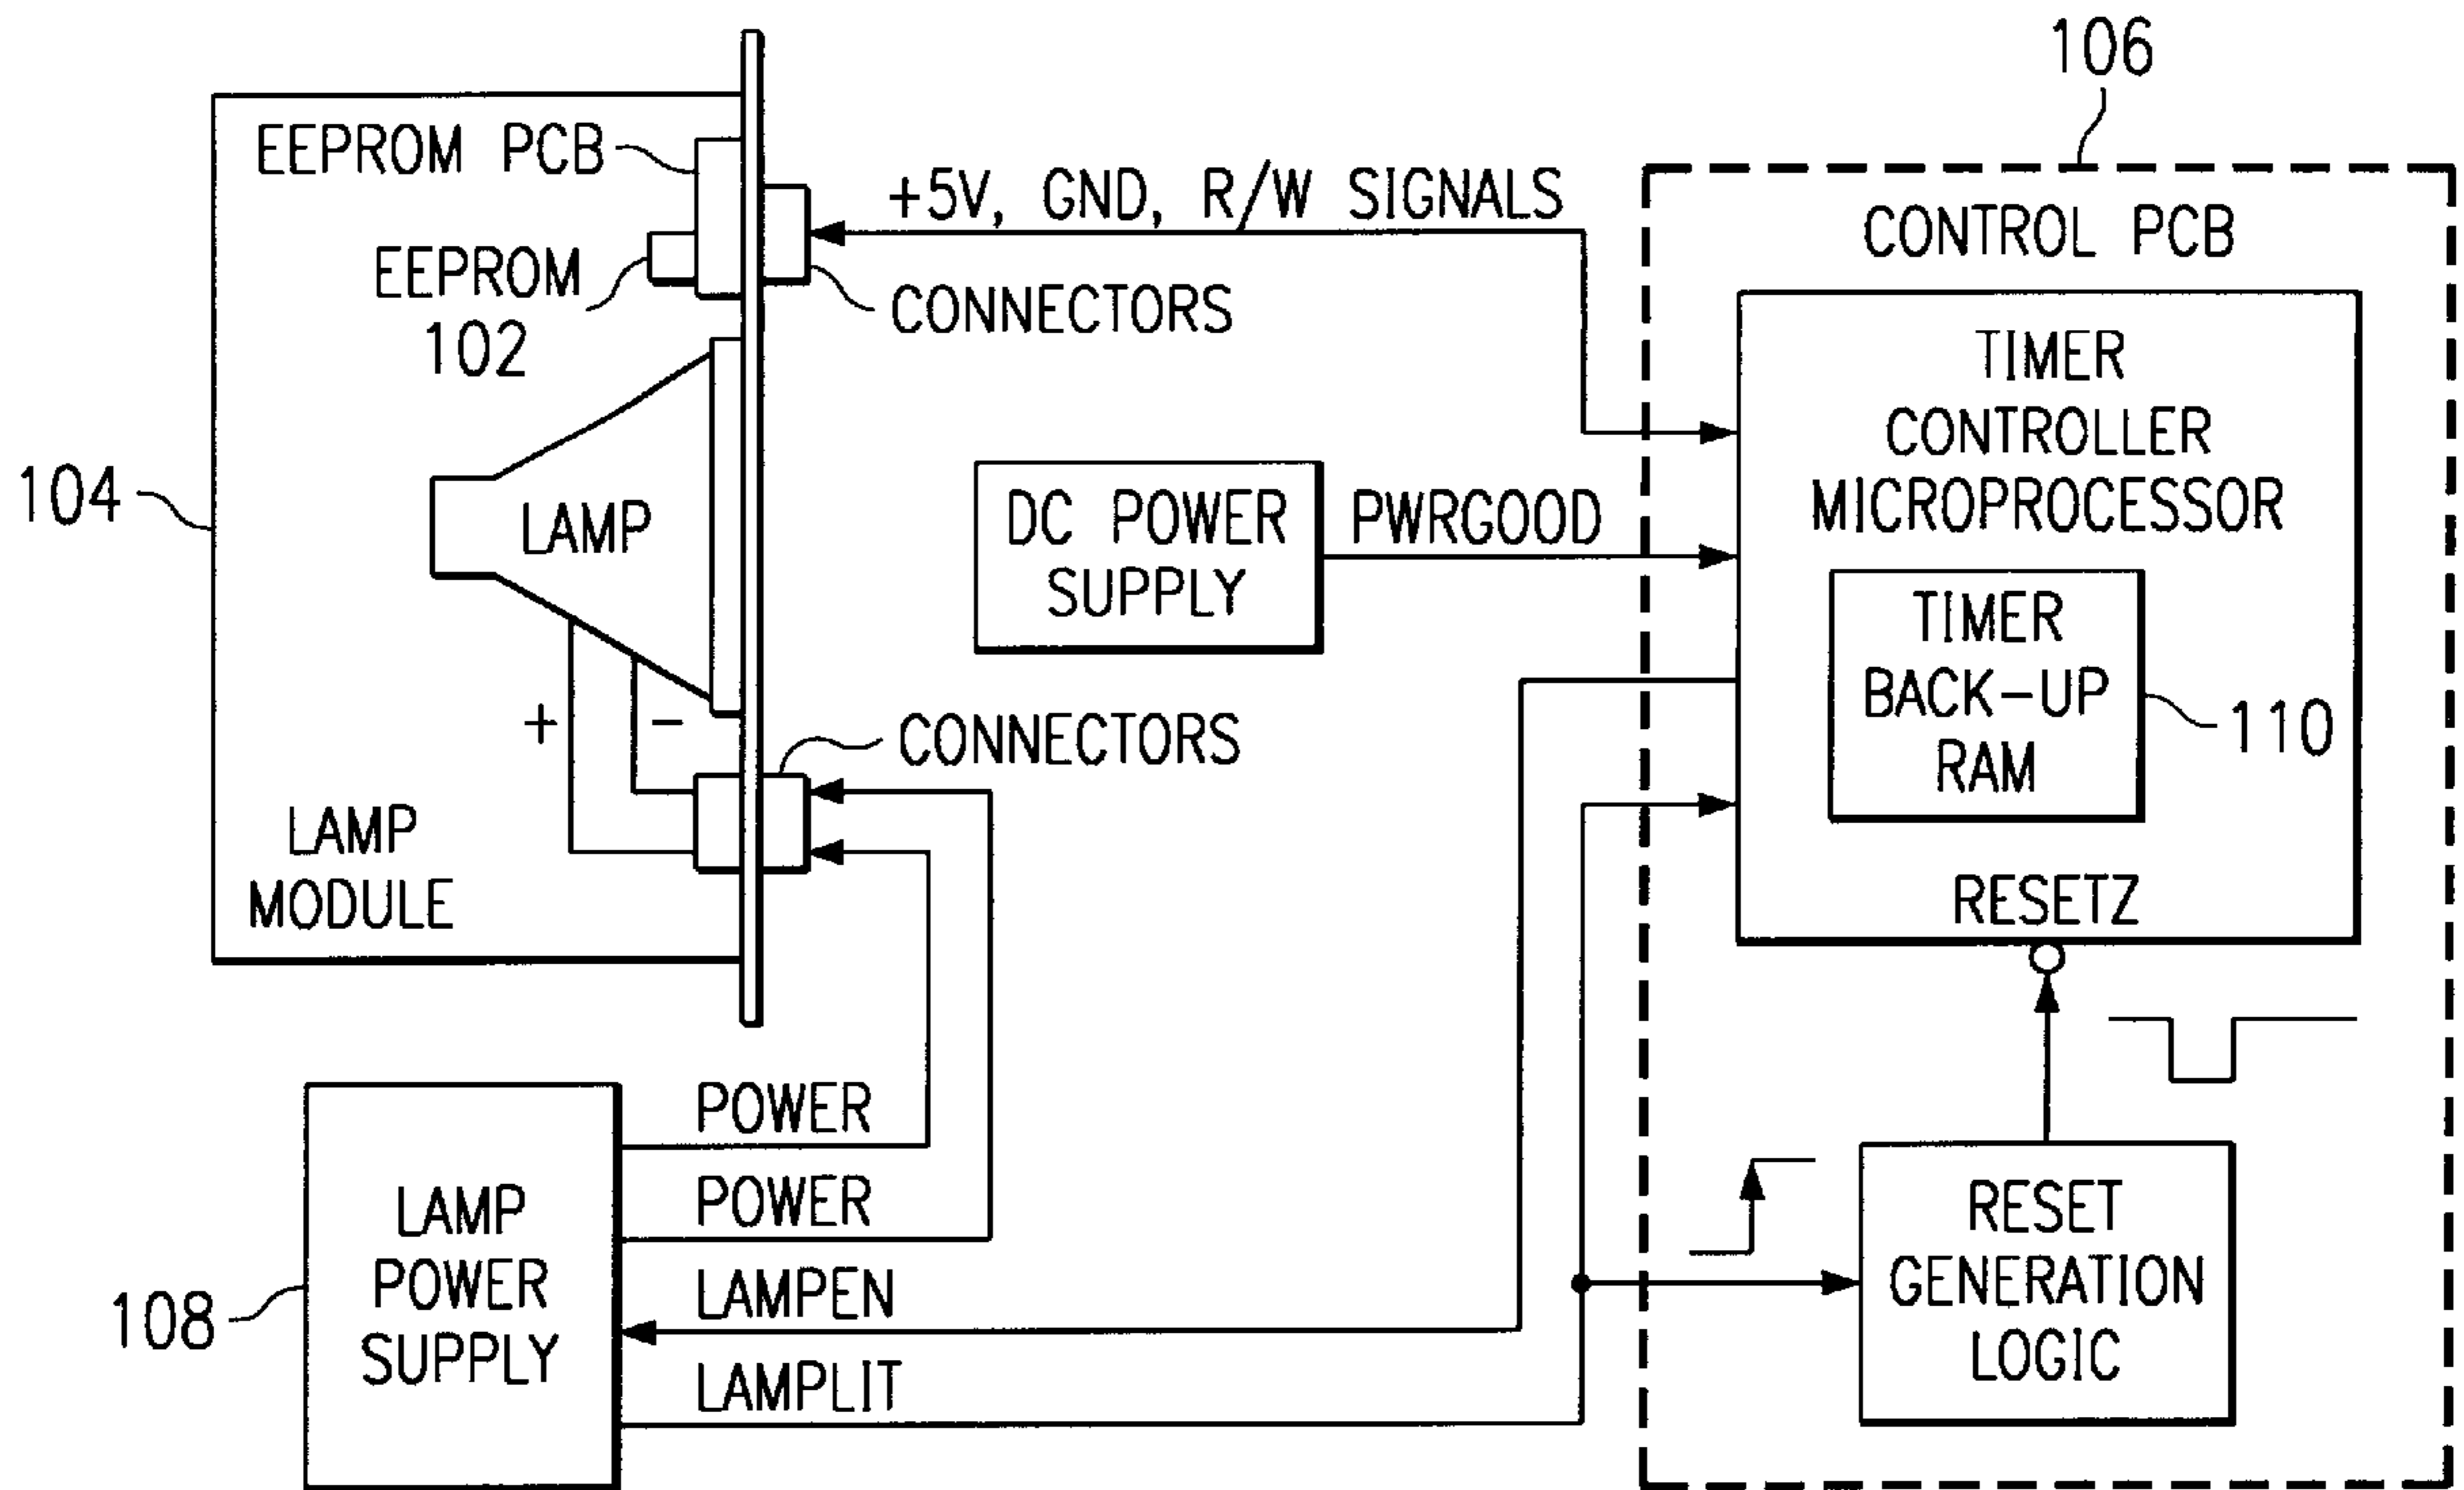 106
EEPROM PCB
+5V, GND, R/W SIGNALS
CONTROL PCB
EEPROM
102
CONNECTORS
TIMER
CONTROLLER
MICROPROCESSOR
104
LAMP
DC POWER
SUPPLY
PWRGOOD
TIMER
BACK-UP
RAM
110
+
-
CONNECTORS
LAMP
MODULE
RESETZ
POWER
POWER
LAMPEN
LAMPLIT
LAMP
POWER
SUPPLY
108
RESET
GENERATION
LOGIC